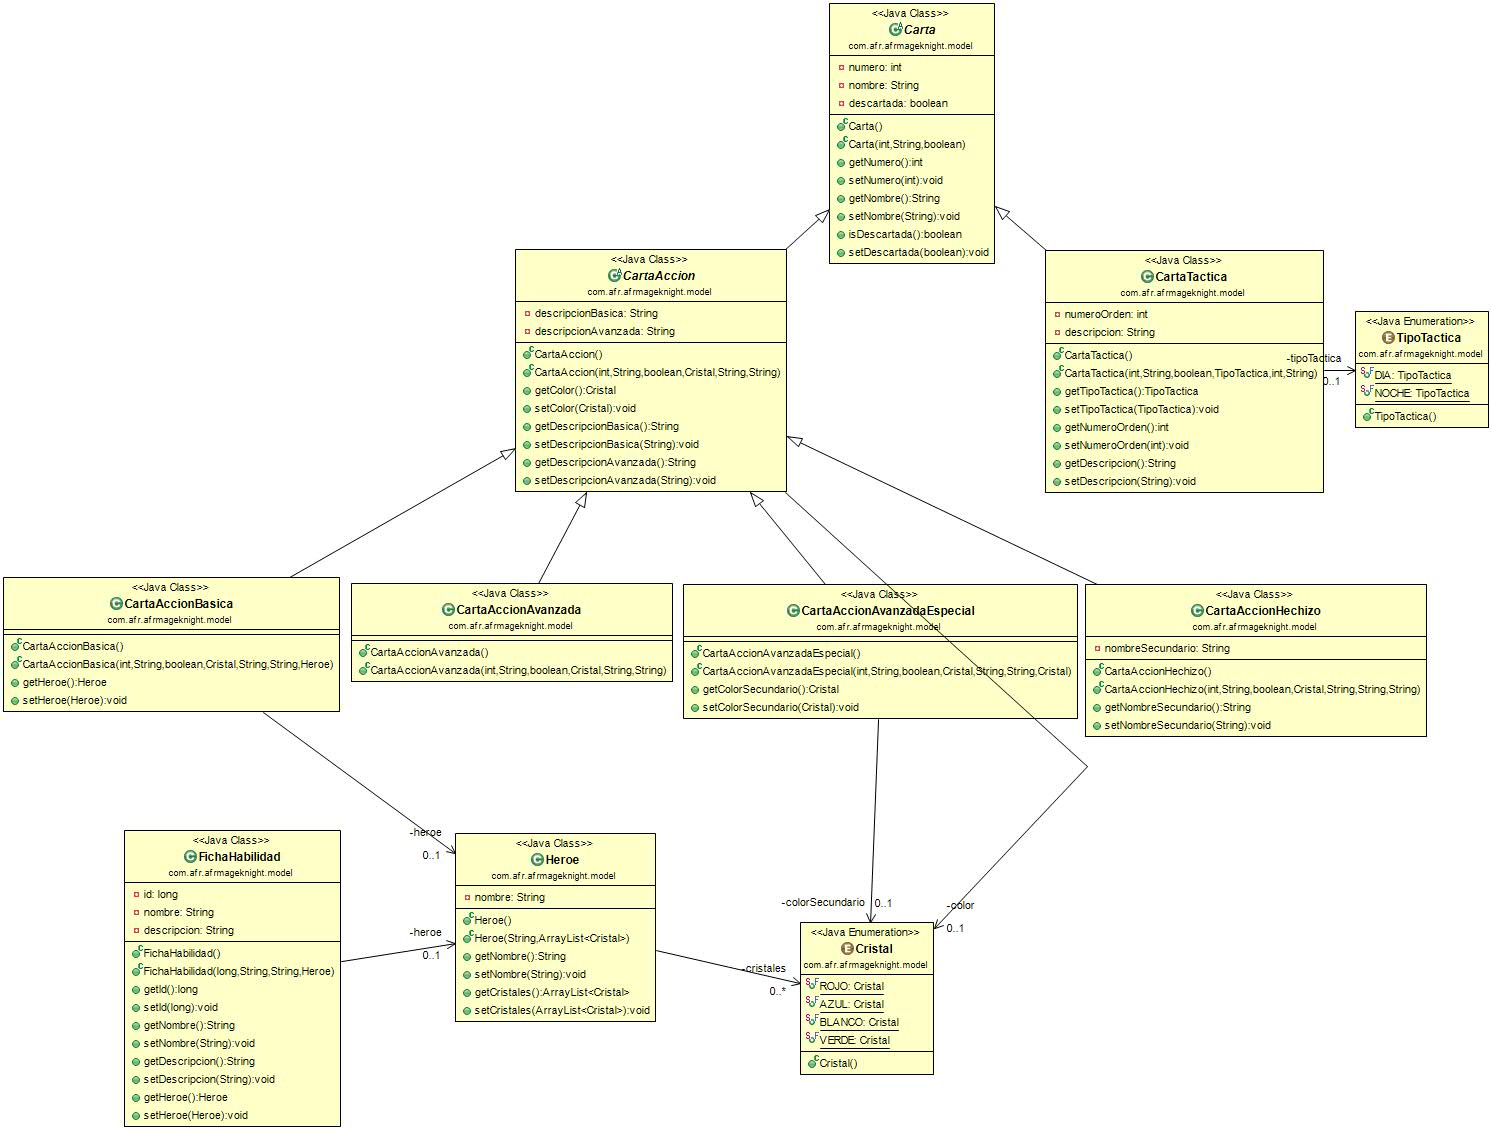 <<Java Class>>
Carta
com.afr.afrmageknight.model
numero: int
nombre: String
descartada: boolean
Carta()
Carta(int,String,boolean)
getNumero():int
setNumero(int):void
getNombre():String
setNombre(String):void
isDescartada():boolean
setDescartada(boolean):void
<<Java Class>>
CartaAccion
com.afr.afrmageknight.model
descripcionBasica: String
descripcionAvanzada: String
CartaAccion()
CartaAccion(int,String,boolean,Cristal,String,String)
getColor():Cristal
setColor(Cristal):void
getDescripcionBasica():String
setDescripcionBasica(String):void
getDescripcionAvanzada():String
setDescripcionAvanzada(String):void
<<Java Class>>
CartaTactica
com.afr.afrmageknight.model
numeroOrden: int
descripcion: String
CartaTactica()
CartaTactica(int,String,boolean,TipoTactica,int,String)
getTipoTactica():TipoTactica
setTipoTactica(TipoTactica):void
getNumeroOrden():int
setNumeroOrden(int):void
getDescripcion():String
setDescripcion(String):void
-tipoTactica
0..1
<<Java Enumeration>>
TipoTactica
com.afr.afrmageknight.model
DIA: TipoTactica
NOCHE: TipoTactica
TipoTactica()
<<Java Class>>
CartaAccionBasica
com.afr.afrmageknight.model
CartaAccionBasica()
CartaAccionBasica(int,String,boolean,Cristal,String,String,Heroe)
getHeroe():Heroe
setHeroe(Heroe):void
<<Java Class>>
CartaAccionAvanzada
com.afr.afrmageknight.model
CartaAccionAvanzada()
CartaAccionAvanzada(int,String,boolean,Cristal,String,String)
<<Java Class>>
CartaAccionAvanzadaEspecial
com.afr.afrmageknight.model
CartaAccionAvanzadaEspecial()
CartaAccionAvanzadaEspecial(int,String,boolean,Cristal,String,String,Cristal)
getColorSecundario():Cristal
setColorSecundario(Cristal):void
<<Java Class>>
CartaAccionHechizo
com.afr.afrmageknight.model
nombreSecundario: String
CartaAccionHechizo()
CartaAccionHechizo(int,String,boolean,Cristal,String,String,String)
getNombreSecundario():String
setNombreSecundario(String):void
-heroe
0..1
<<Java Class>>
FichaHabilidad
com.afr.afrmageknight.model
id: long
nombre: String
descripcion: String
FichaHabilidad()
FichaHabilidad(long,String,String,Heroe)
getId():long
setId(long):void
getNombre():String
setNombre(String):void
getDescripcion():String
setDescripcion(String):void
getHeroe():Heroe
setHeroe(Heroe):void
-heroe
0..1
<<Java Class>>
Heroe
com.afr.afrmageknight.model
nombre: String
Heroe()
Heroe(String,ArrayList<Cristal>)
getNombre():String
setNombre(String):void
getCristales():ArrayList<Cristal>
setCristales(ArrayList<Cristal>):void
-cristales
0..*
-colorSecundario
0..1
-color
0..1
<<Java Enumeration>>
Cristal
com.afr.afrmageknight.model
ROJO: Cristal
AZUL: Cristal
BLANCO: Cristal
VERDE: Cristal
Cristal()